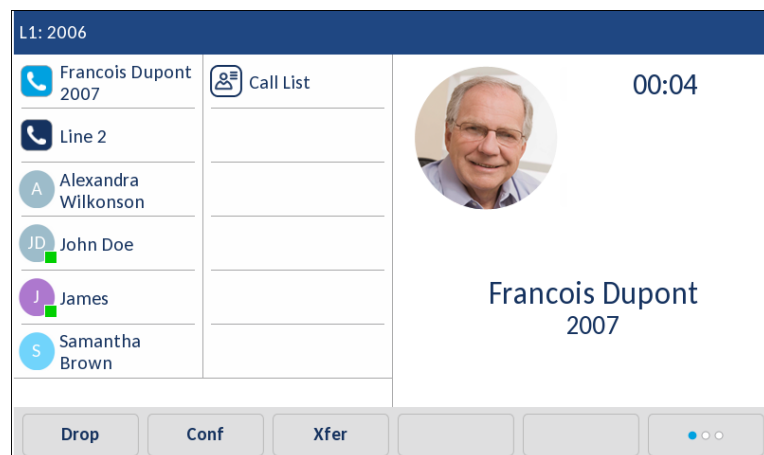 L1: 2006
Francois Dupont
2007
Call List
Line 2
A
Alexandra
Wilkonson
JD
John Doe
J
James
S
Samantha
Brown
00:04
Francois Dupont
2007
Drop
Conf
Xfer